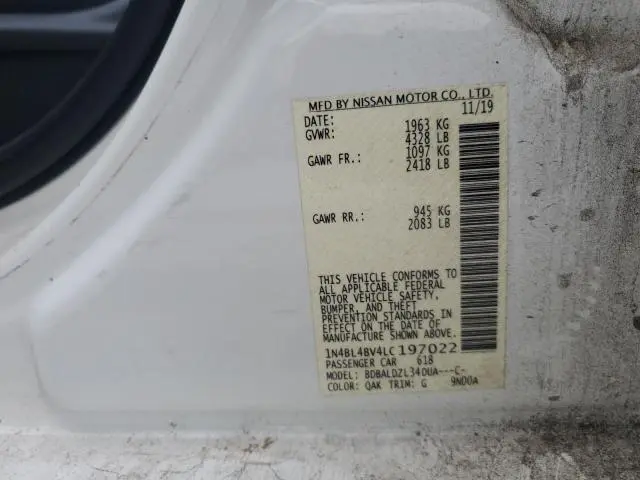 MFD BY NISSAN MOTOR CO., LTD.
DATE: 11/19
GVWR: 1963 KG
4328 LB
GAWR FR.: 1097 KG
2418 LB
GAWR RR.: 945 KG
2083 LB
THIS VEHICLE CONFORMS TO
ALL APPLICABLE FEDERAL
MOTOR VEHICLE SAFETY,
BUMPER, AND THEFT
PREVENTION STANDARDS IN
EFFECT ON THE DATE OF
MANUFACTURE SHOWN ABOVE.
1N4BL4BV4LC197022
PASSENGER CAR 618
MODEL: BDBALDZL34DUA---C-
COLOR: QAK TRIM: G 9N00A